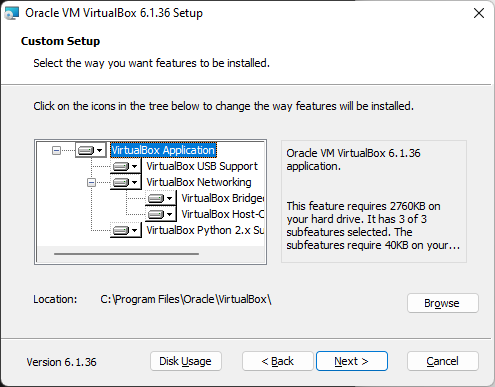 Oracle VM VirtualBox 6.1.36 Setup
Custom Setup
Select the way you want features to be installed.
Click on the icons in the tree below to change the way features will be installed.
VirtualBox Application
VirtualBox USB Support
VirtualBox Networking
VirtualBox Bridged
VirtualBox Host-O
VirtualBox Python 2.x Su
Oracle VM VirtualBox 6.1.36
application.
This feature requires 2760KB on
your hard drive. It has 3 of 3
subfeatures selected. The
subfeatures require 40KB on your...
Location:
C:\Program Files\Oracle\VirtualBox\
Browse
Version 6.1.36
Disk Usage
< Back
Next >
Cancel